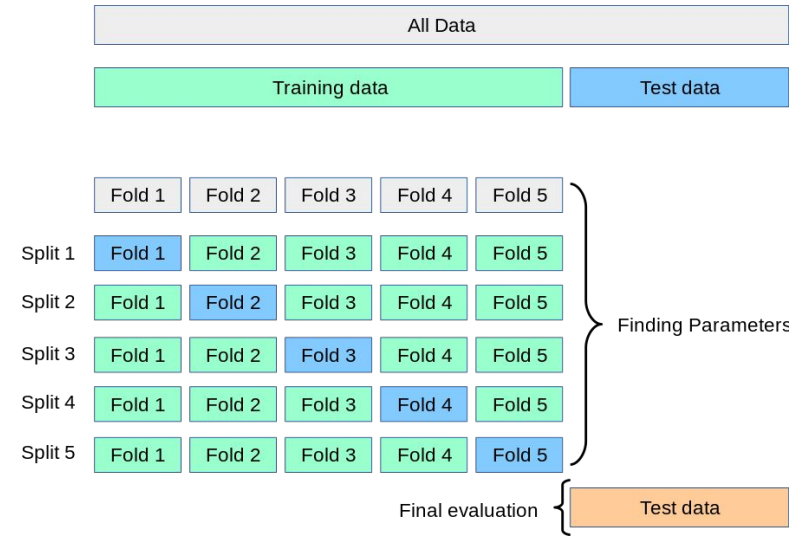 All Data
Training data Test data
Fold 1 Fold 2 Fold 3 Fold 4 Fold 5
Split 1 Fold 1 Fold 2 Fold 3 Fold 4 Fold 5
Split 2 Fold 1 Fold 2 Fold 3 Fold 4 Fold 5
Finding Parameters
Split 3 Fold 1 Fold 2 Fold 3 Fold 4 Fold 5
Split 4 Fold 1 Fold 2 Fold 3 Fold 4 Fold 5
Split 5 Fold 1 Fold 2 Fold 3 Fold 4 Fold 5
Final evaluation Test data